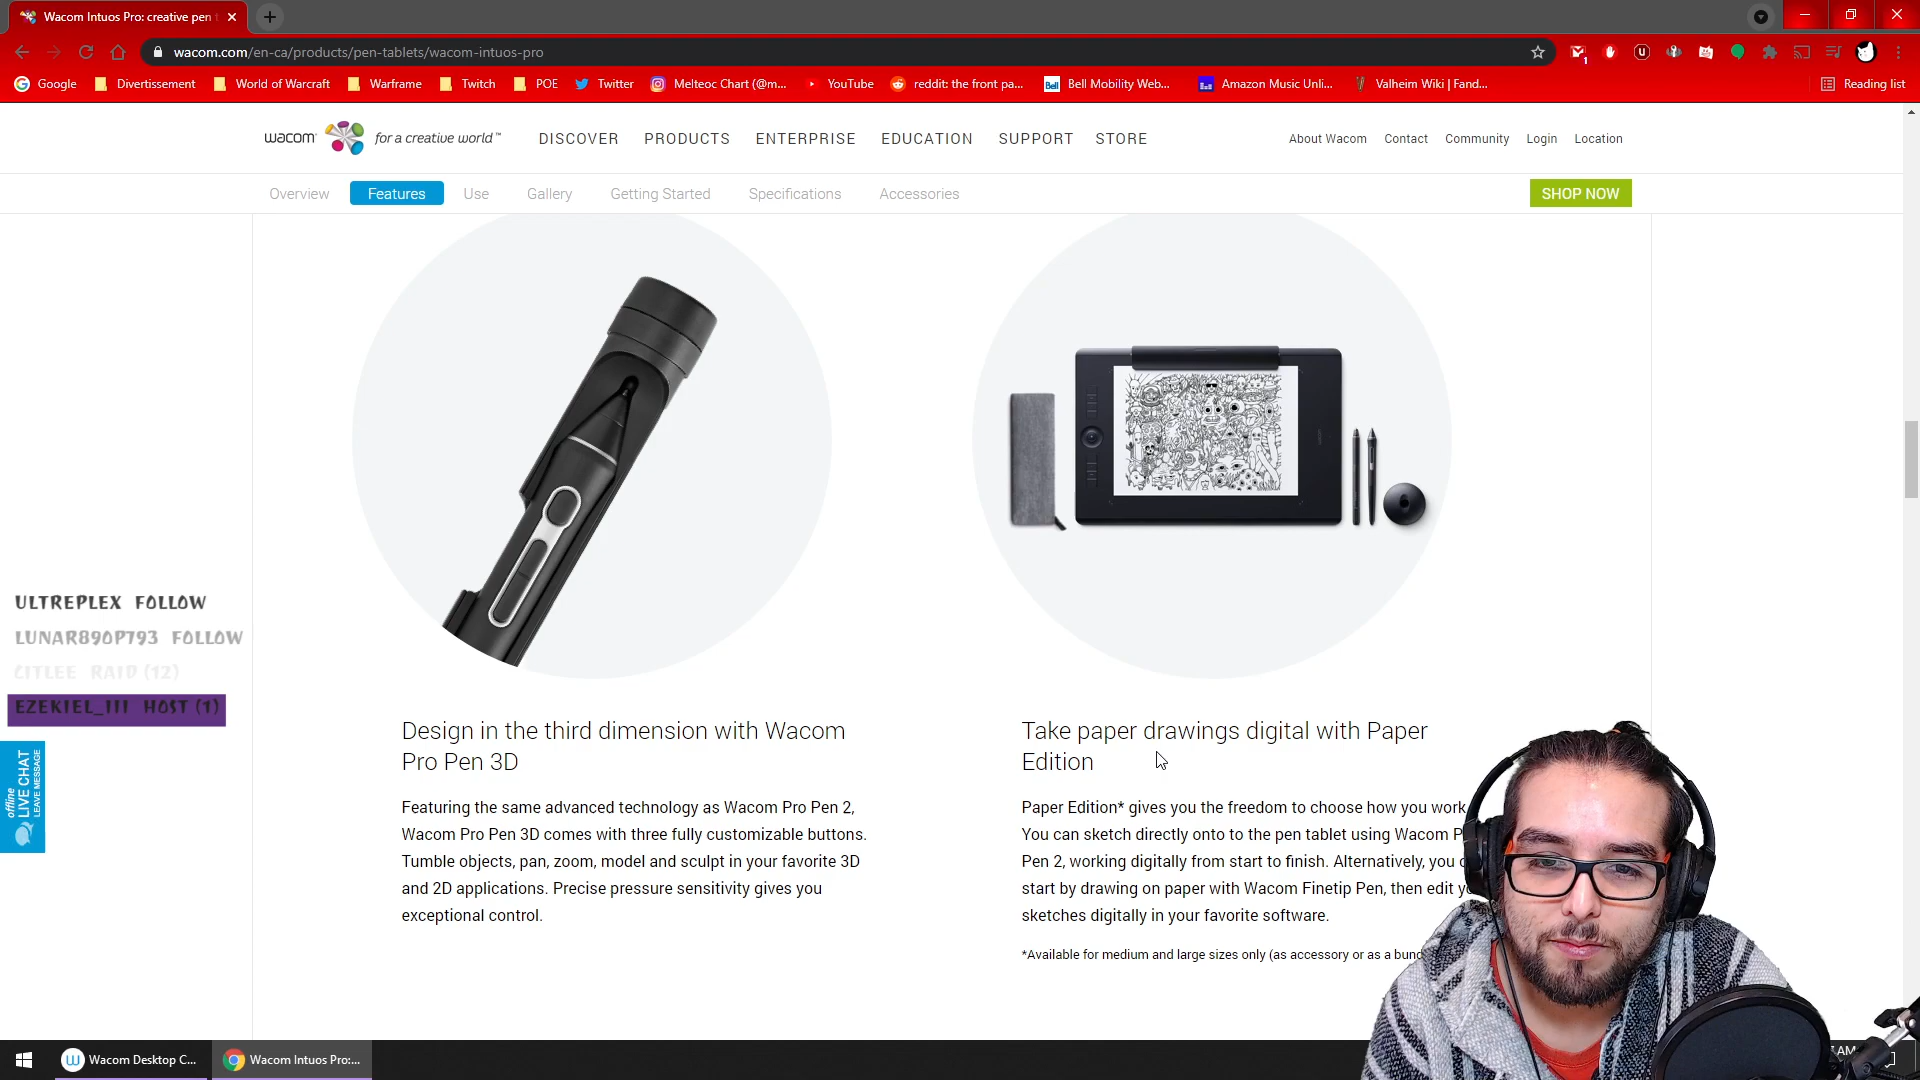 Wacom Intuos Pro: creative pen t
wacom.com/en-ca/products/pen-tablets/wacom-intuos-pro
1
Google Divertissement World of Warcraft Warframe Twitch POE Twitter Melteoc Chart (@m... YouTube reddit: the front pa... Bell Mobility Web... Amazon Music Unli... Valheim Wiki | Fand... Reading list
wacom for a creative world™ DISCOVER PRODUCTS ENTERPRISE EDUCATION SUPPORT STORE About Wacom Contact Community Login Location
Overview Features Use Gallery Getting Started Specifications Accessories SHOP NOW
ULTREPLEX FOLLOW
LUNAR890P793 FOLLOW
CITLEE RAID (12)
EZEKIEL_III HOST (1)
offline
LIVE CHAT
LEAVE MESSAGE
Design in the third dimension with Wacom
Pro Pen 3D
Featuring the same advanced technology as Wacom Pro Pen 2,
Wacom Pro Pen 3D comes with three fully customizable buttons.
Tumble objects, pan, zoom, model and sculpt in your favorite 3D
and 2D applications. Precise pressure sensitivity gives you
exceptional control.
Take paper drawings digital with Paper
Edition
Paper Edition* gives you the freedom to choose how you work.
You can sketch directly onto to the pen tablet using Wacom P
Pen 2, working digitally from start to finish. Alternatively, you c
start by drawing on paper with Wacom Finetip Pen, then edit yo
sketches digitally in your favorite software.
*Available for medium and large sizes only (as accessory or as a bund
Wacom Desktop C... Wacom Intuos Pro:... AM